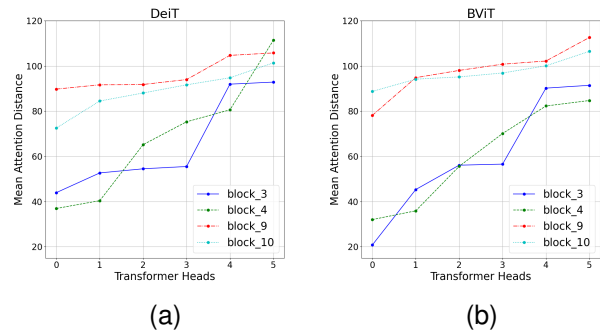 DeiT
Mean Attention Distance
120
100
80
60
40
20
block_3
block_4
block_9
block_10
0 1 2 3 4 5
Transformer Heads
(a)
BViT
Mean Attention Distance
120
100
80
60
40
20
block_3
block_4
block_9
block_10
0 1 2 3 4 5
Transformer Heads
(b)